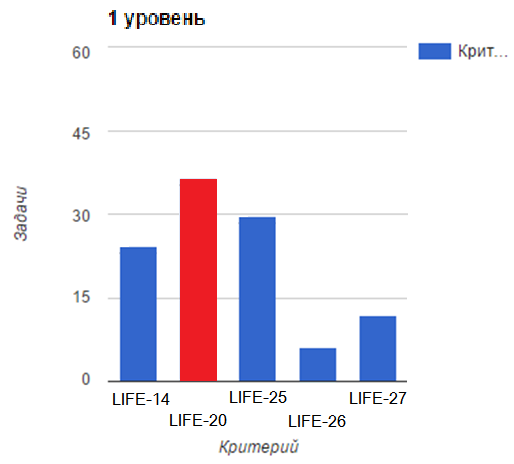 1 уровень
60
45
30
15
0
Крит...
Задачи
LIFE-14
LIFE-20
LIFE-25
LIFE-26
LIFE-27
Критерий